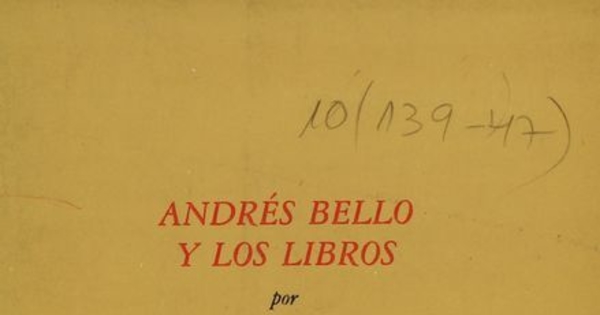 10(139-47)
ANDRÉS BELLO
Y LOS LIBROS
por